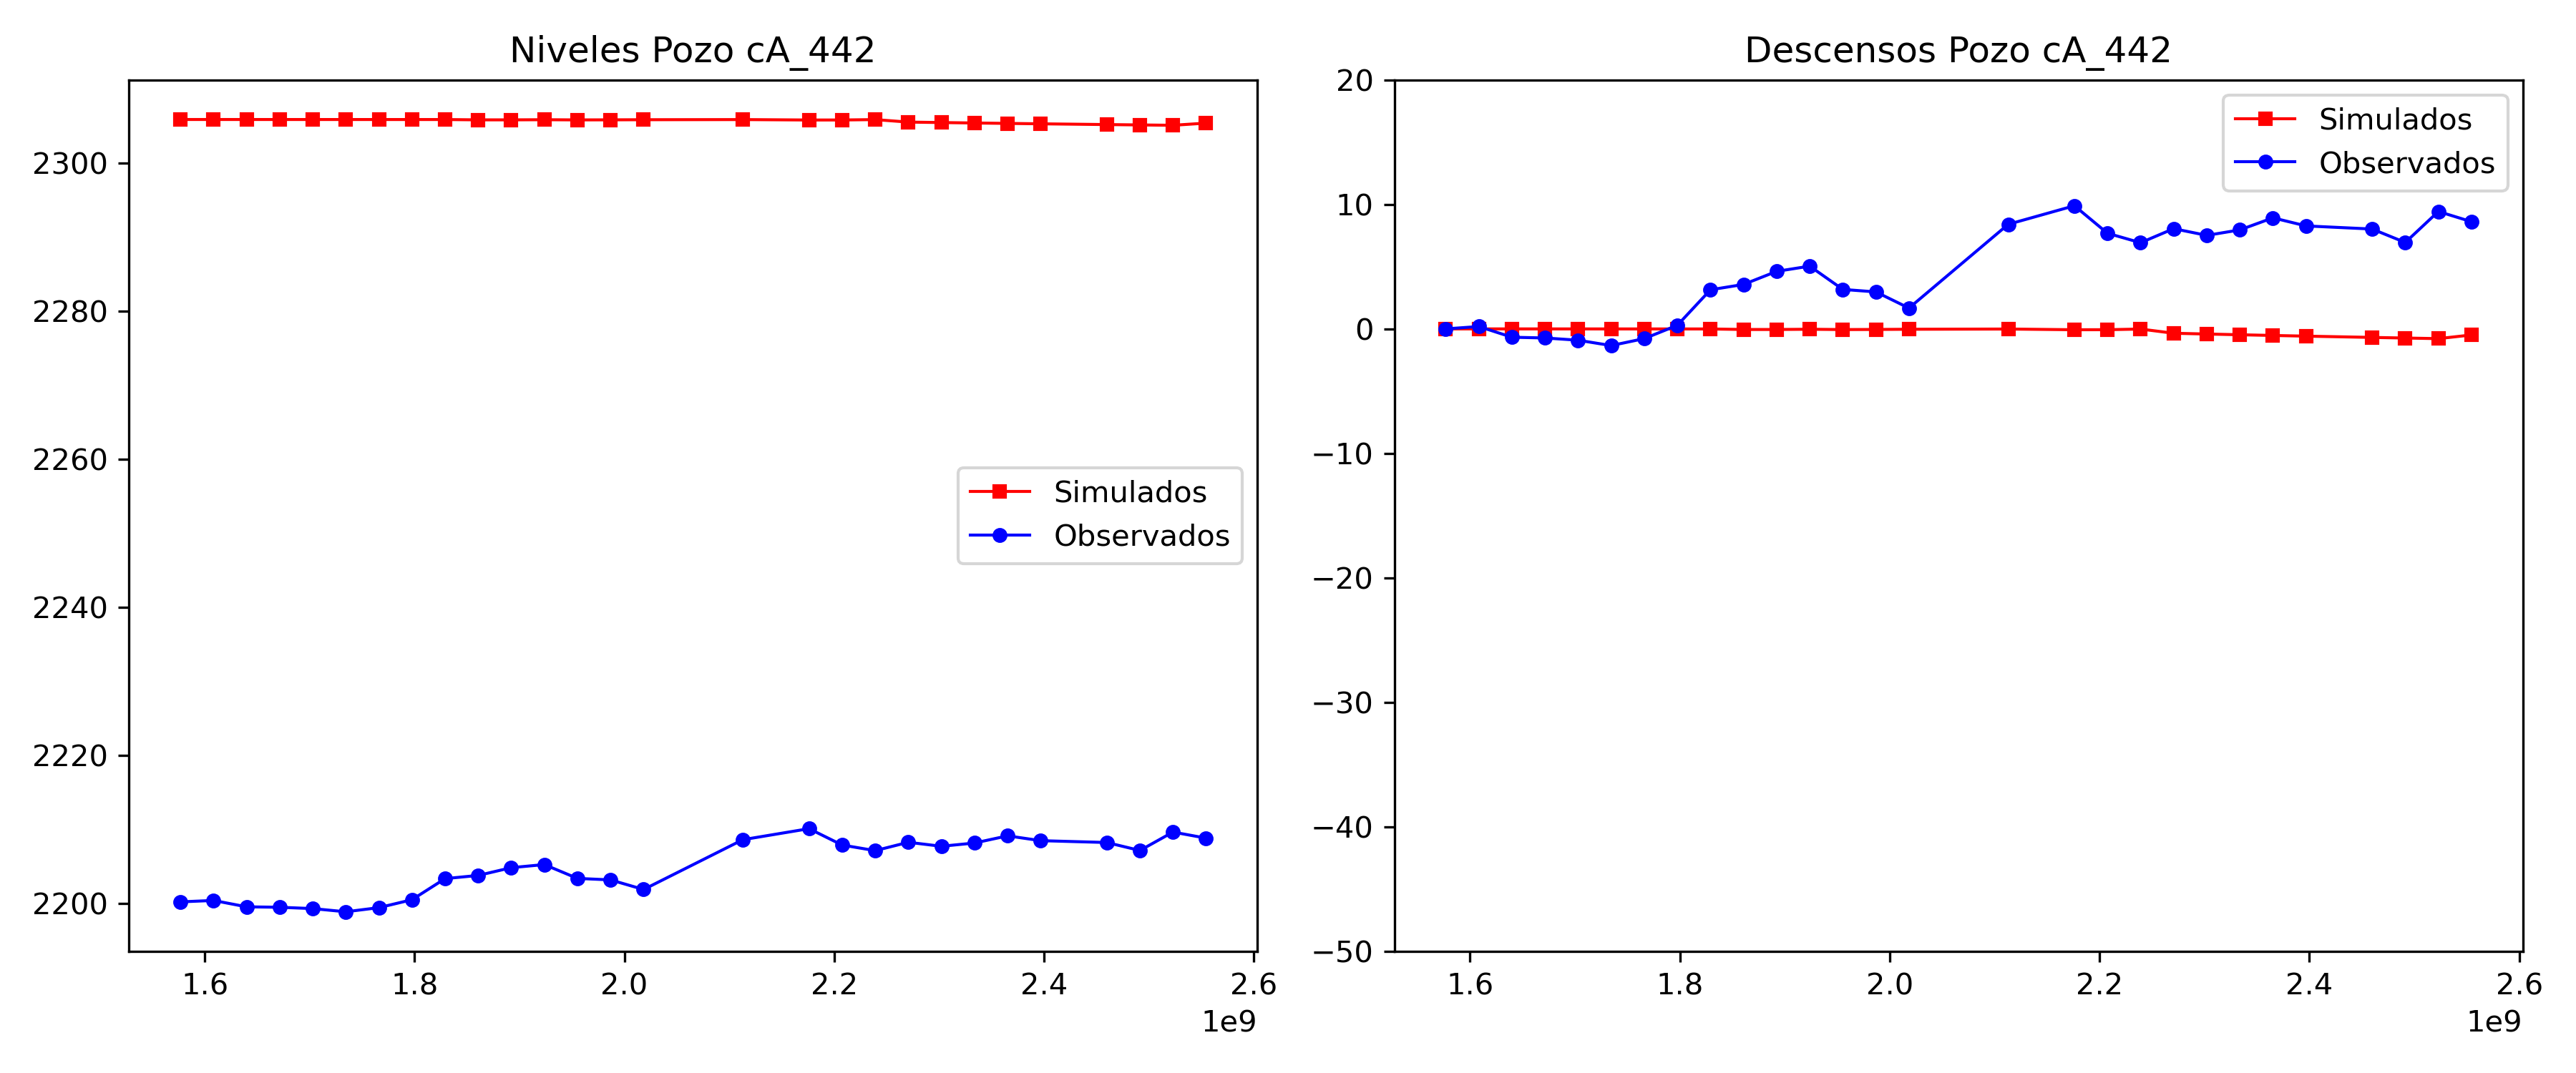 Niveles Pozo cA_442
2300
2280
2260
2240
2220
2200
Simulados
Observados
1.6 1.8 2.0 2.2 2.4 2.6
1e9
Descensos Pozo cA_442
20
10
0
−10
−20
−30
−40
−50
Simulados
Observados
1.6 1.8 2.0 2.2 2.4 2.6
1e9